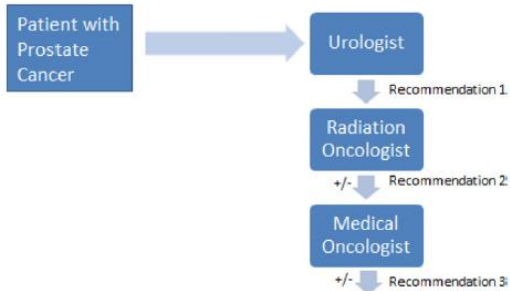 Patient with
Prostate
Cancer
Urologist
Recommendation 1
Radiation
Oncologist
+/-
Recommendation 2
Medical
Oncologist
+/-
Recommendation 3